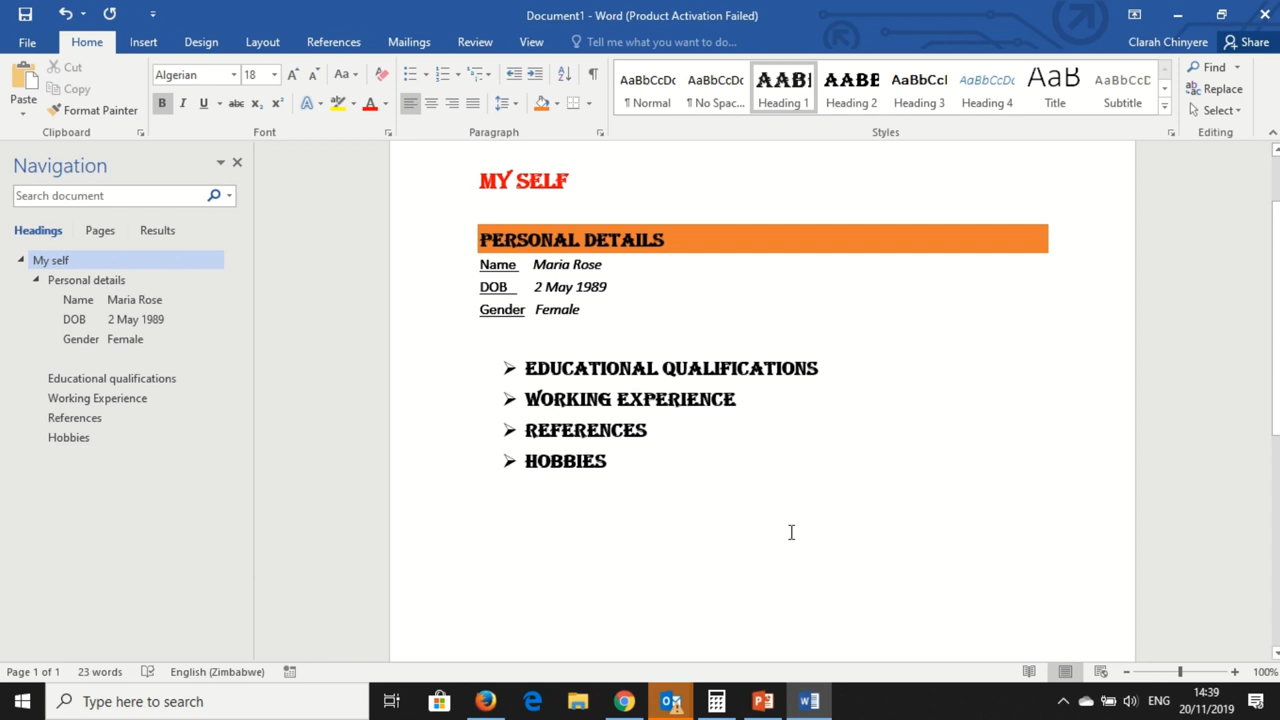 Document1 - Word (Product Activation Failed)
File Home Insert Design Layout References Mailings Review View Tell me what you want to do... Clarah Chinyere Share
Cut
Copy
Format Painter
Paste
Clipboard
Algerian 18
Font
Paragraph
AaBbCcDc AaBbCcDc AABI AABB AaBbCcI AaBbCcDc AaB AaBbCcDc
¶ Normal ¶ No Spac... Heading 1 Heading 2 Heading 3 Heading 4 Title Subtitle
Styles
Find
Replace
Select
Editing
Navigation
Search document
Headings Pages Results
My self
Personal details
Name Maria Rose
DOB 2 May 1989
Gender Female
Educational qualifications
Working Experience
References
Hobbies
MY SELF
PERSONAL DETAILS
Name Maria Rose
DOB 2 May 1989
Gender Female
➢ EDUCATIONAL QUALIFICATIONS
➢ WORKING EXPERIENCE
➢ REFERENCES
➢ HOBBIES
Page 1 of 1 23 words English (Zimbabwe) 100%
Type here to search
ENG
14:39
20/11/2019